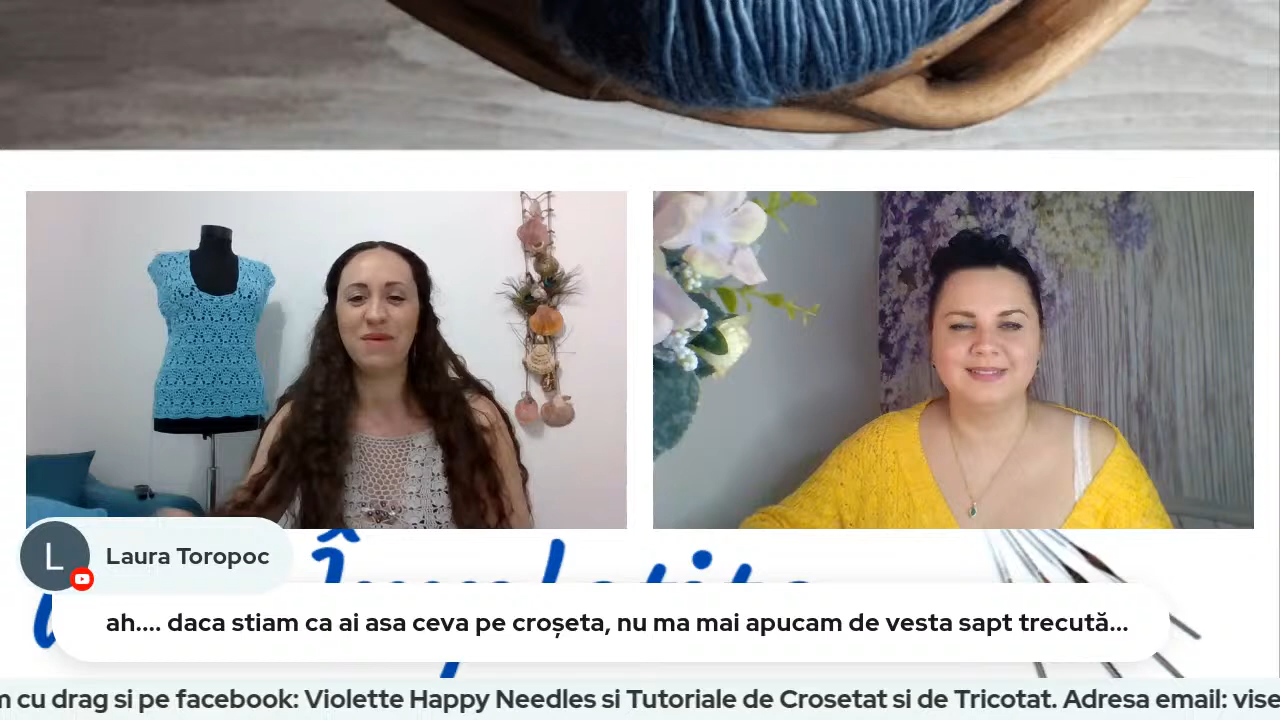 L
Laura Toropoc
ah.... daca stiam ca ai asa ceva pe croșeta, nu ma mai apucam de vesta sapt trecută...
cu drag si pe facebook: Violette Happy Needles si Tutoriale de Crosetat si de Tricotat. Adresa email: